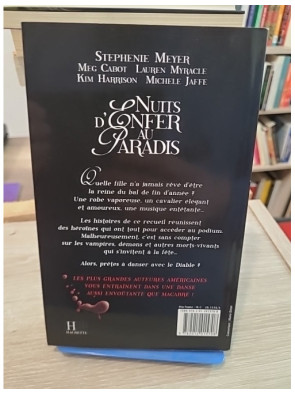 STEPHENIE MEYER
MEG CABOT LAUREN MYRACLE
KIM HARRISON MICHELE JAFFE
NUITS
D'ENFER
AU
PARADIS
Quelle fille n'a jamais rêvé d'être
la reine du bal de fin d'année ?
Une robe vaporeuse, un cavalier élégant
et amoureux, une musique entêtante...
Les histoires de ce recueil réunissent
des héroïnes qui ont tout pour accéder au podium.
Malheureusement, c'est sans compter
sur les vampires, démons et autres morts-vivants
qui s'invitent à la fête...
Alors, prêtes à danser avec le Diable ?
LES PLUS GRANDES AUTEURES AMÉRICAINES
VOUS ENTRAÎNENT DANS UNE DANSE
AUSSI ENVOÛTANTE QUE MACABRE !
H
HACHETTE